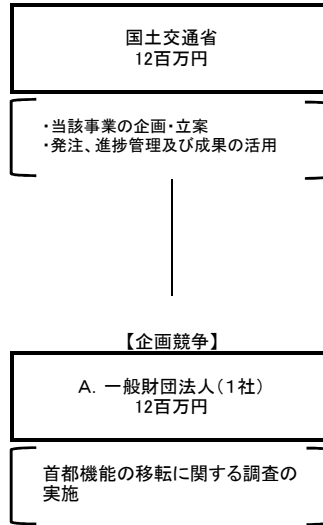 国土交通省
12百万円
・当該事業の企画・立案
・発注、進捗管理及び成果の活用
【企画競争】
A．一般財団法人（1社）
12百万円
首都機能の移転に関する調査の
実施